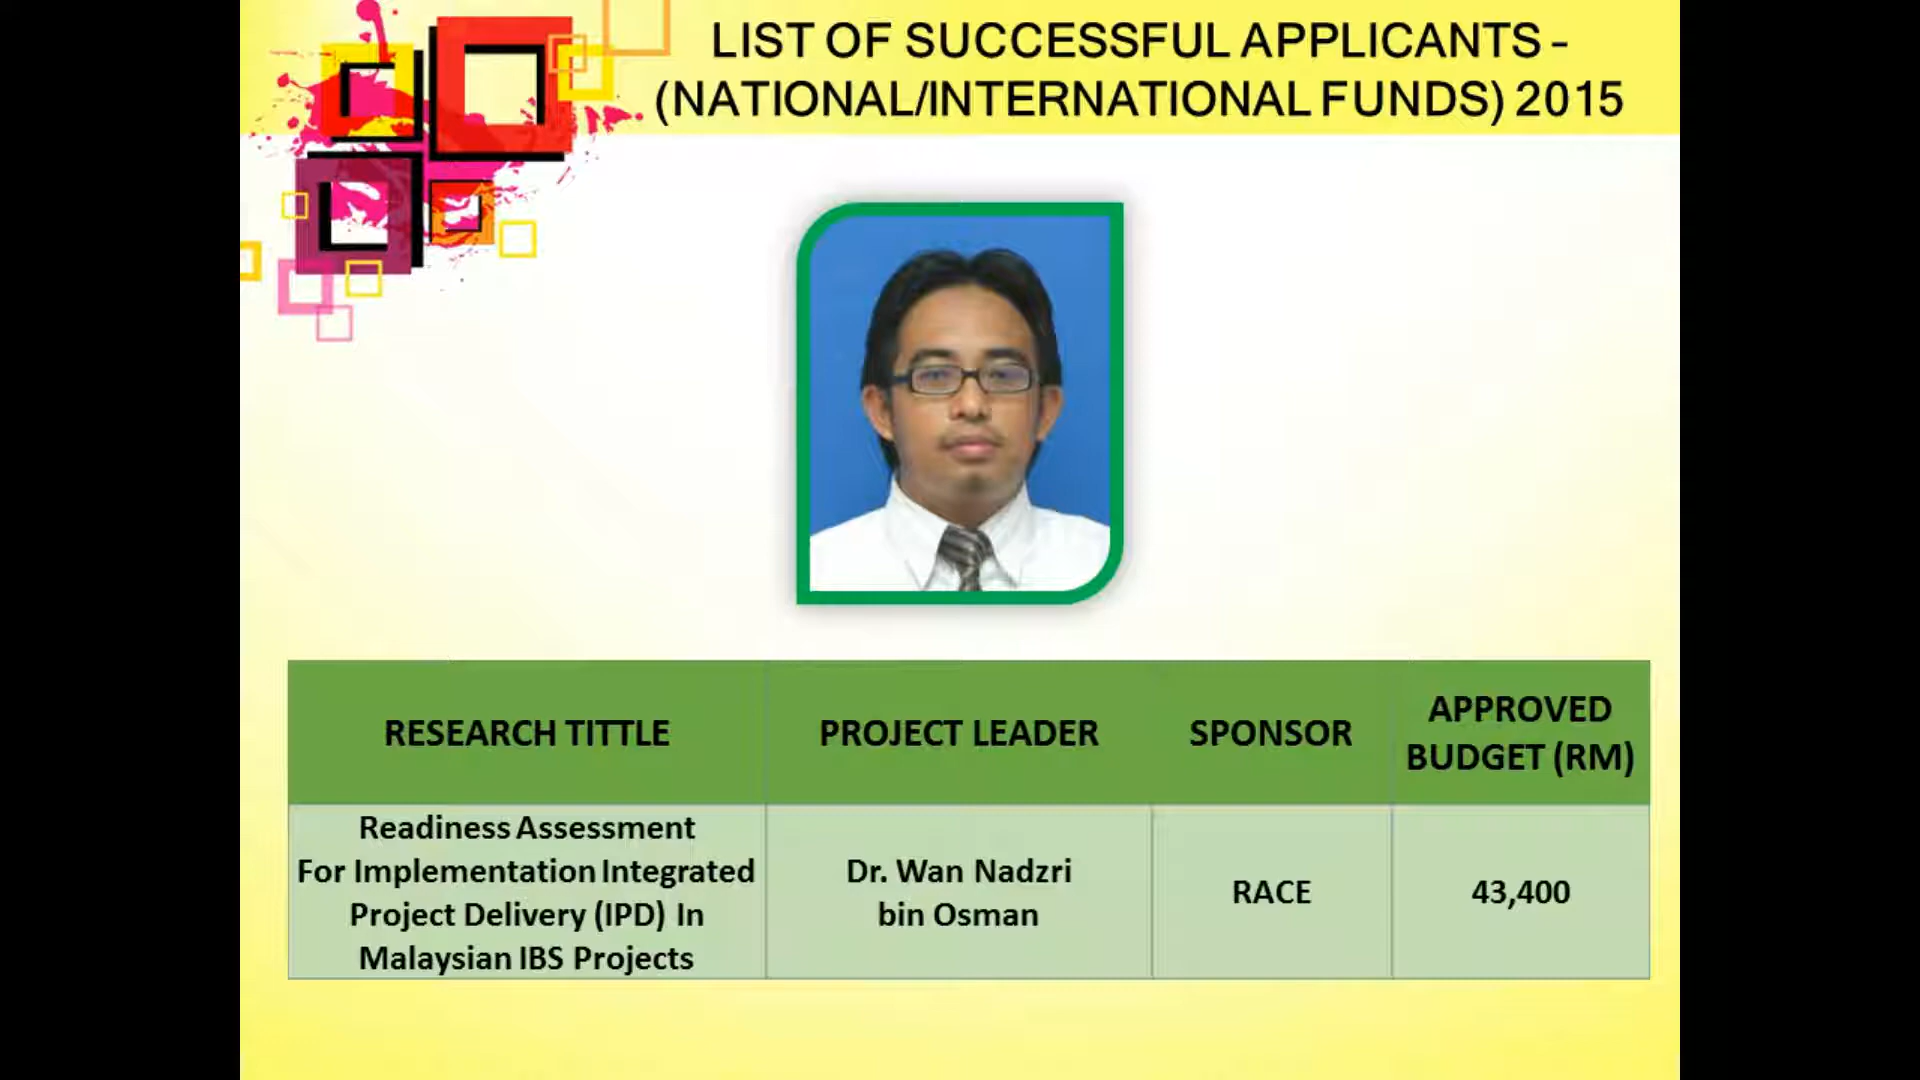 LIST OF SUCCESSFUL APPLICANTS -
(NATIONAL/INTERNATIONAL FUNDS) 2015
RESEARCH TITTLE
PROJECT LEADER
SPONSOR
APPROVED
BUDGET (RM)
Readiness Assessment
For Implementation Integrated
Project Delivery (IPD) In
Malaysian IBS Projects
Dr. Wan Nadzri
bin Osman
RACE
43,400